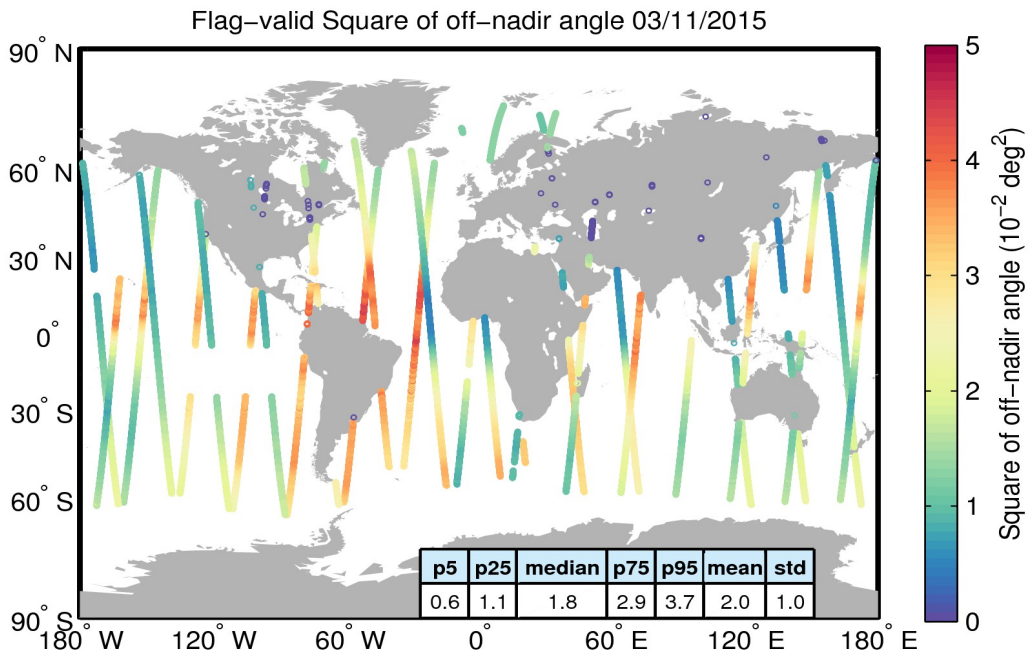 Flag−valid Square of off−nadir angle 03/11/2015
90° N
60° N
30° N
0°
30° S
60° S
90° S
180° W
120° W
60° W
0°
60° E
120° E
180° E
p5 p25 median p75 p95 mean std
0.6 1.1 1.8 2.9 3.7 2.0 1.0
5
4
3
2
1
0
Square of off−nadir angle (10⁻² deg²)